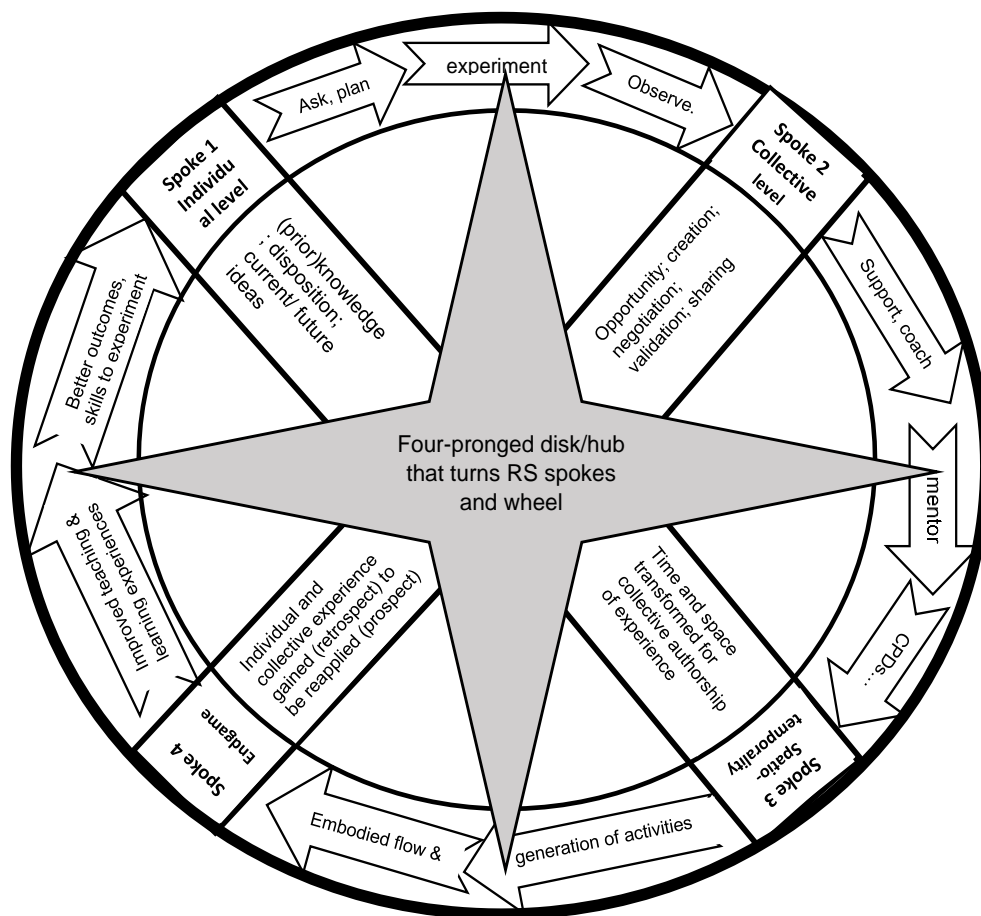 Ask, plan
experiment
Observe.
Spoke 1
Individu
al level
(prior)knowledge
; disposition;
current/ future
ideas
Spoke 2
Collective
level
Opportunity; creation;
negotiation;
validation; sharing
Support, coach
mentor
CPDs...
Four-pronged disk/hub
that turns RS spokes
and wheel
Time and space
transformed for
collective authorship
of experience
Spoke 3
Spatio-
temporality
generation of activities
Embodied flow &
Individual and
collective experience
gained (retrospect) to
be reapplied (prospect)
Spoke 4
Endgame
Improved teaching &
learning experiences
Better outcomes,
skills to experiment